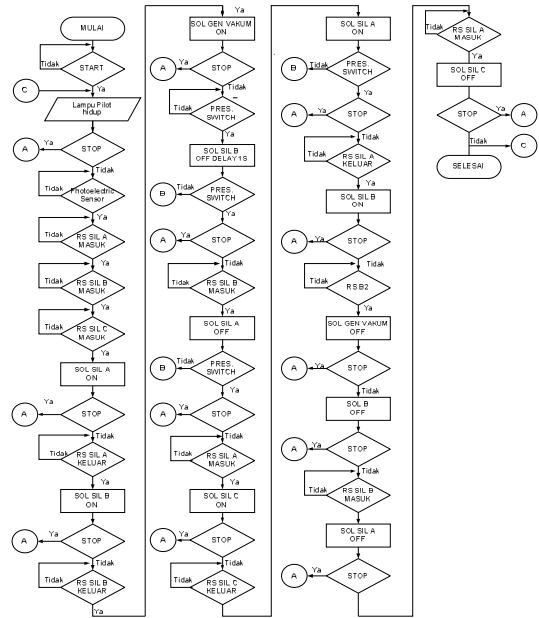 MULAI
START
Tidak
Ya
C
Lampu Pilot
hidup
STOP
Ya
A
Tidak
Photoelectric
Sensor
Tidak
Ya
RS SIL A
MASUK
Tidak
Ya
RS SIL B
MASUK
Tidak
Ya
RS SIL C
MASUK
Tidak
Ya
SOL SIL A
ON
STOP
Ya
A
Tidak
RS SIL A
KELUAR
Tidak
Ya
SOL SIL B
ON
STOP
Ya
A
Tidak
RS SIL B
KELUAR
Tidak
Ya
Ya
SOL GEN VAKUM
ON
STOP
Ya
A
Tidak
PRES.
SWITCH
Tidak
Ya
SOL SIL B
OFF DELAY 1S
PRES.
SWITCH
Tidak
B
Ya
STOP
Ya
A
Tidak
RS SIL B
MASUK
Tidak
Ya
SOL SIL A
OFF
PRES.
SWITCH
Tidak
B
Ya
STOP
Ya
A
Tidak
RS SIL A
MASUK
Tidak
Ya
SOL SIL C
ON
STOP
Ya
A
Tidak
RS SIL C
KELUAR
Tidak
Ya
SOL SIL A
ON
PRES.
SWITCH
Tidak
B
Ya
STOP
Ya
A
Tidak
RS SIL A
KELUAR
Tidak
Ya
SOL SIL B
ON
STOP
Ya
A
Tidak
RSB2
Tidak
Ya
SOL GEN VAKUM
OFF
STOP
Ya
A
Tidak
SOL B
OFF
STOP
Ya
A
Tidak
RS SIL B
MASUK
Tidak
Ya
SOL SIL A
OFF
STOP
Ya
A
Tidak
RS SIL A
MASUK
Ya
SOL SIL C
OFF
STOP
Ya
A
Tidak
C
SELESAI